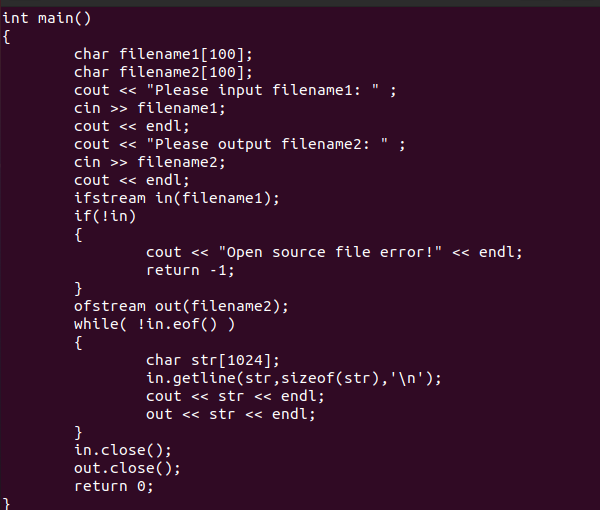 int main()
{
        char filename1[100];
        char filename2[100];
        cout << "Please input filename1: " ;
        cin >> filename1;
        cout << endl;
        cout << "Please output filename2: " ;
        cin >> filename2;
        cout << endl;
        ifstream in(filename1);
        if(!in)
        {
                cout << "Open source file error!" << endl;
                return -1;
        }
        ofstream out(filename2);
        while( !in.eof() )
        {
                char str[1024];
                in.getline(str,sizeof(str),'\n');
                cout << str << endl;
                out << str << endl;
        }
        in.close();
        out.close();
        return 0;
}